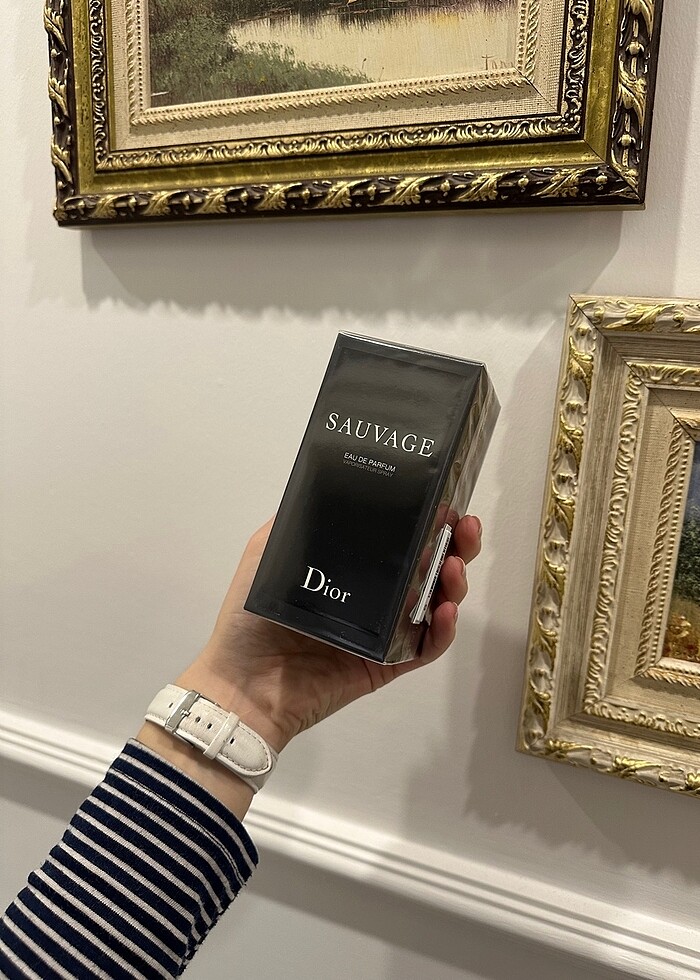 SAUVAGE
EAU DE PARFUM
VAPORISATEUR SPRAY
Dior